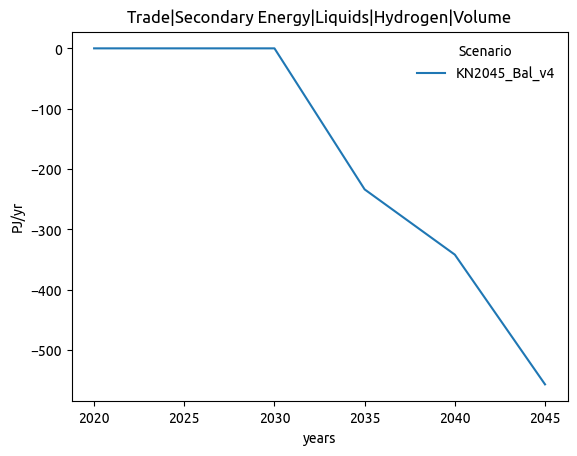 Trade|Secondary Energy|Liquids|Hydrogen|Volume
Scenario
KN2045_Bal_v4
PJ/yr
0
−100
−200
−300
−400
−500
2020 2025 2030 2035 2040 2045
years